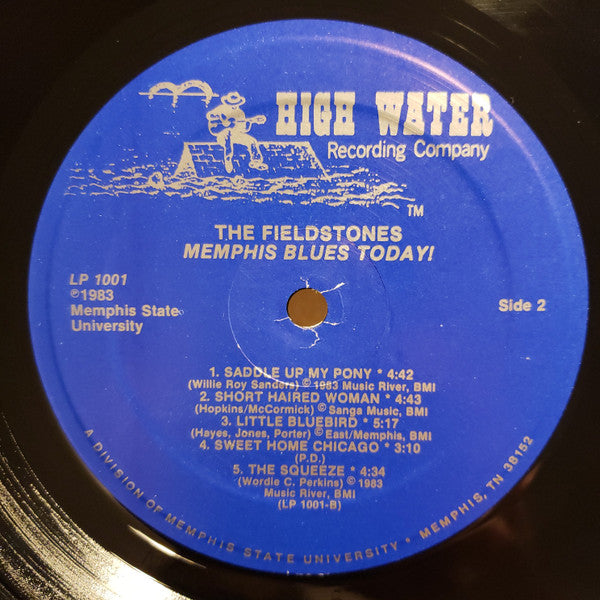 HIGH WATER
Recording Company
TM
THE FIELDSTONES
MEMPHIS BLUES TODAY!
LP 1001
℗1983
Memphis State
University
Side 2
1. SADDLE UP MY PONY * 4:42
(Willie Roy Sanders) © 1983 Music River, BMI
2. SHORT HAIRED WOMAN * 4:43
(Hopkins/McCormick) © Sanga Music, BMI
3. LITTLE BLUEBIRD * 5:17
(Hayes, Jones, Porter) © East/Memphis, BMI
4. SWEET HOME CHICAGO * 3:10
(P.D.)
5. THE SQUEEZE * 4:34
(Wordie C. Perkins) © 1983
Music River, BMI
(LP 1001-B)
A DIVISION OF MEMPHIS STATE UNIVERSITY * MEMPHIS, TN 38152